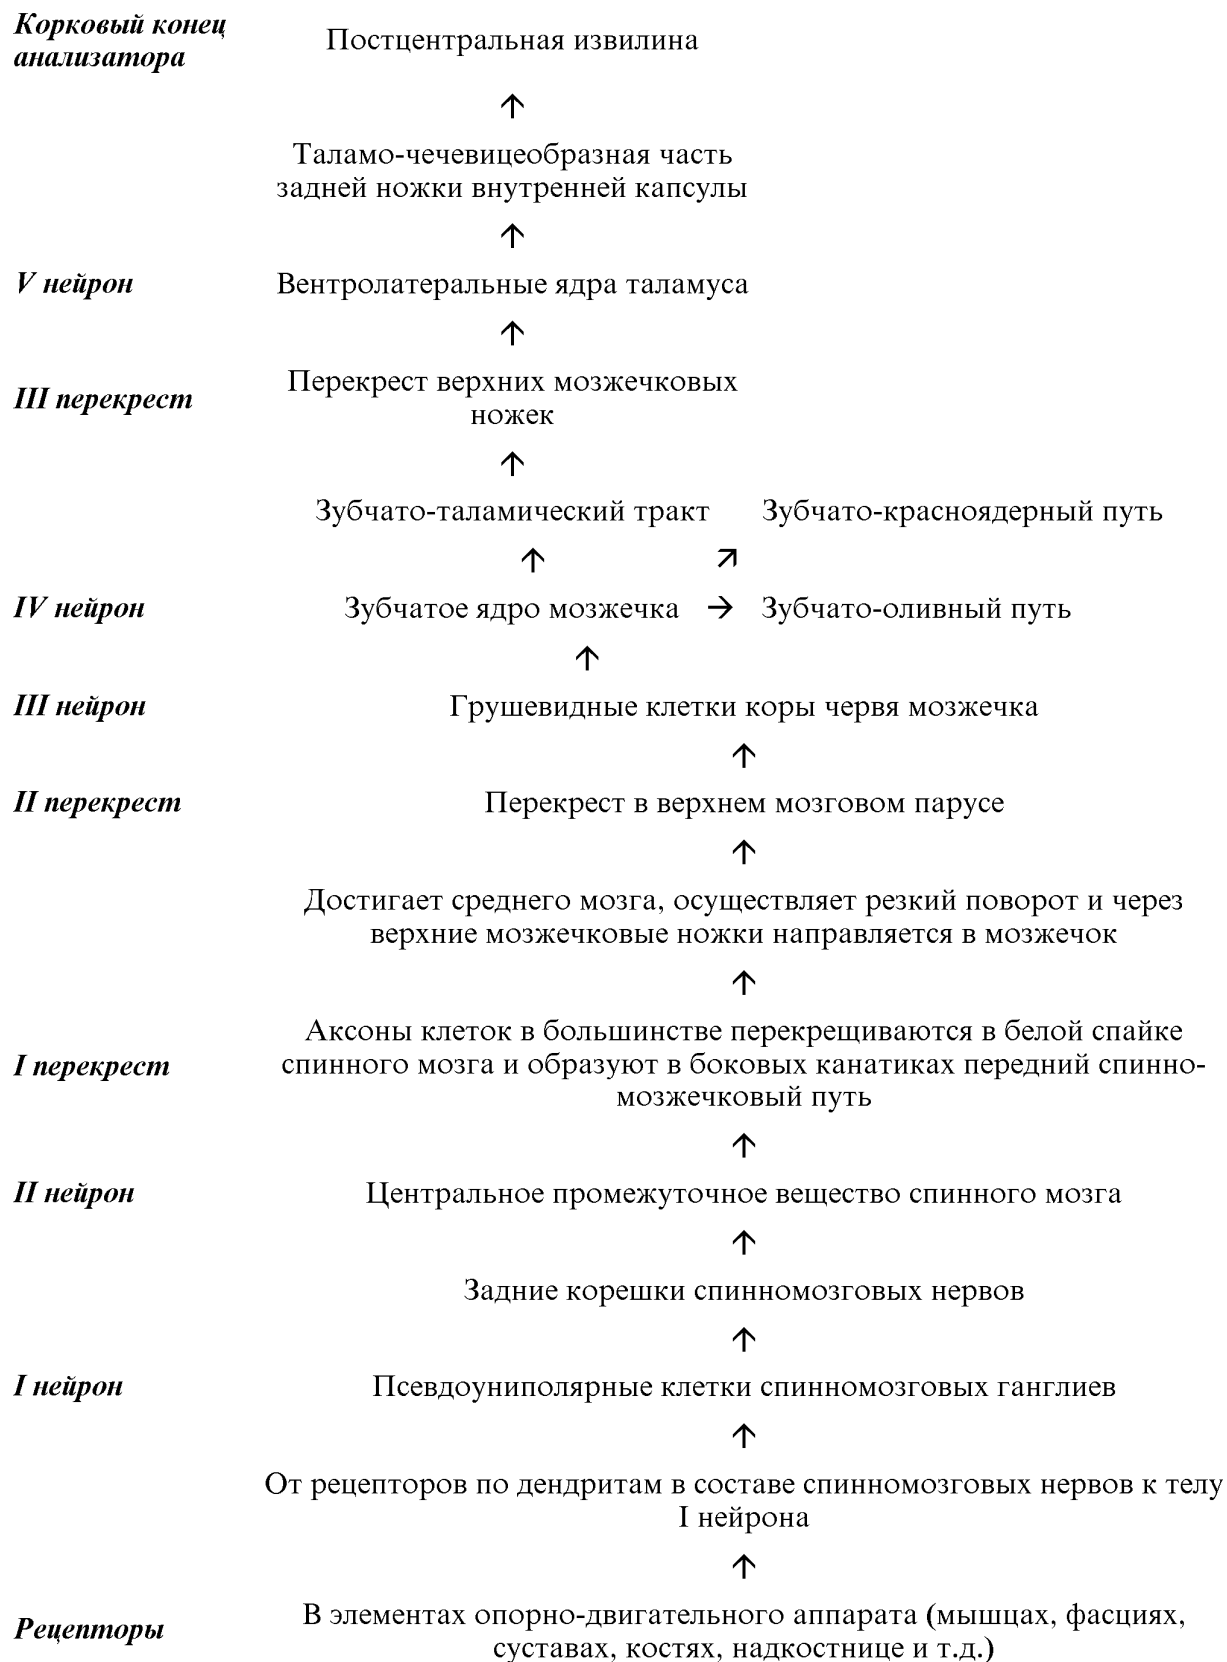 Корковый конец
анализатора
Постцентральная извилина
↑
Таламо-чечевицеобразная часть
задней ножки внутренней капсулы
↑
V нейрон
Вентролатеральные ядра таламуса
↑
III перекрест
Перекрест верхних мозжечковых
ножек
↑
Зубчато-таламический тракт Зубчато-красноядерный путь
↑ ↗
IV нейрон
Зубчатое ядро мозжечка → Зубчато-оливный путь
↑
III нейрон
Грушевидные клетки коры червя мозжечка
↑
II перекрест
Перекрест в верхнем мозговом парусе
↑
Достигает среднего мозга, осуществляет резкий поворот и через
верхние мозжечковые ножки направляется в мозжечок
↑
I перекрест
Аксоны клеток в большинстве перекрещиваются в белой спайке
спинного мозга и образуют в боковых канатиках передний спинно-
мозжечковый путь
↑
II нейрон
Центральное промежуточное вещество спинного мозга
↑
Задние корешки спинномозговых нервов
↑
I нейрон
Псевдоуниполярные клетки спинномозговых ганглиев
↑
От рецепторов по дендритам в составе спинномозговых нервов к телу
I нейрона
↑
Рецепторы
В элементах опорно-двигательного аппарата (мышцах, фасциях,
суставах, костях, надкостнице и т.д.)